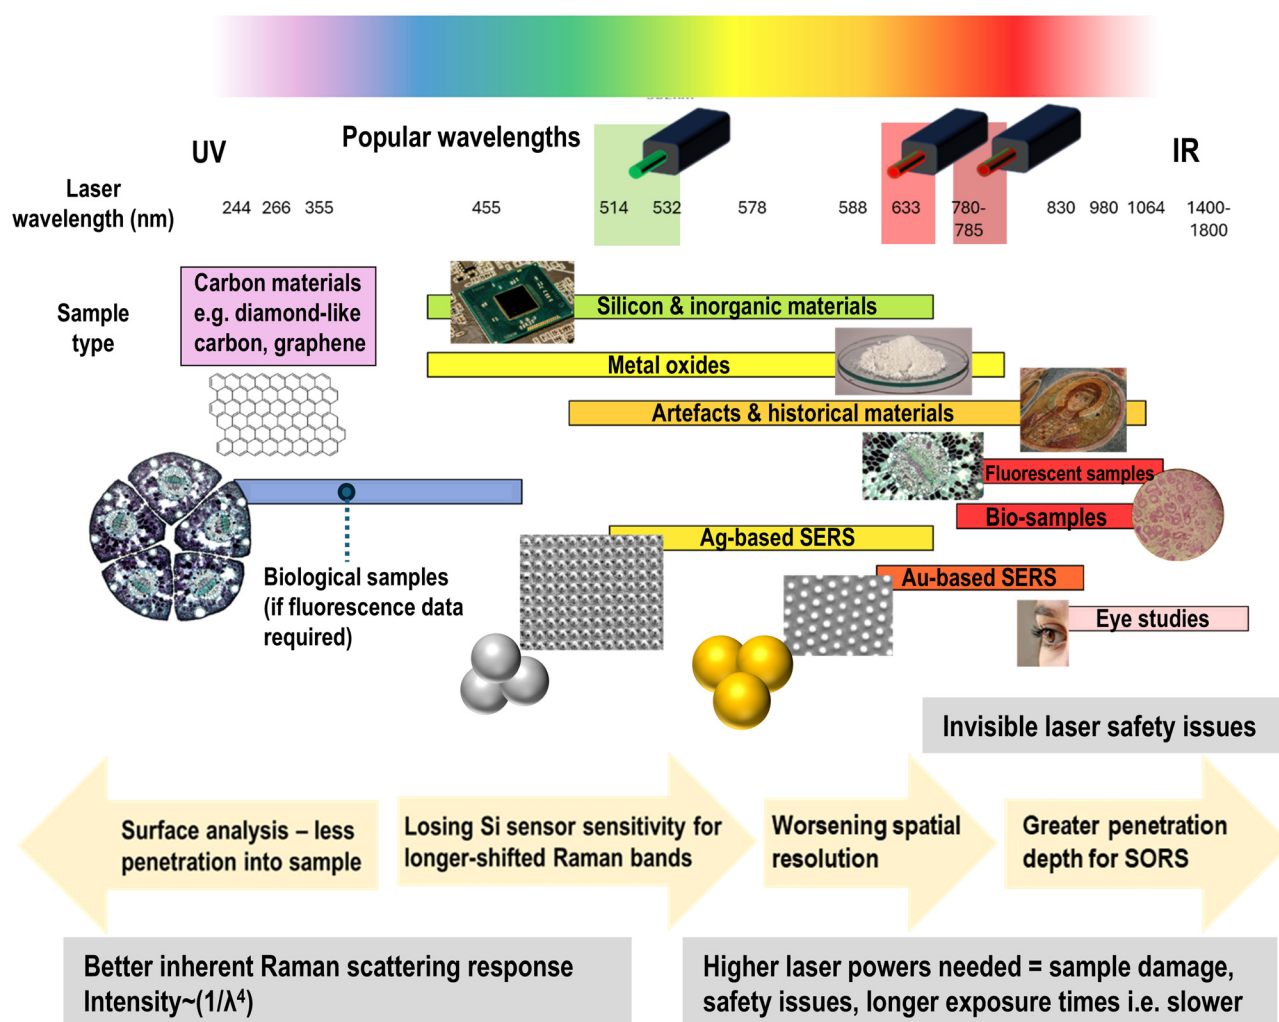 Popular wavelengths
UV
IR
Laser
wavelength (nm)
244 266 355 455 514 532 578 588 633 780- 830 980 1064 1400-
785 1800
Sample
type
Carbon materials
e.g. diamond-like
carbon, graphene
Silicon & inorganic materials
Metal oxides
Artefacts & historical materials
Fluorescent samples
Bio-samples
Ag-based SERS
Au-based SERS
Eye studies
Biological samples
(if fluorescence data
required)
Invisible laser safety issues
Surface analysis – less
penetration into sample
Losing Si sensor sensitivity for
longer-shifted Raman bands
Worsening spatial
resolution
Greater penetration
depth for SORS
Better inherent Raman scattering response
Intensity~(1/λ⁴)
Higher laser powers needed = sample damage,
safety issues, longer exposure times i.e. slower